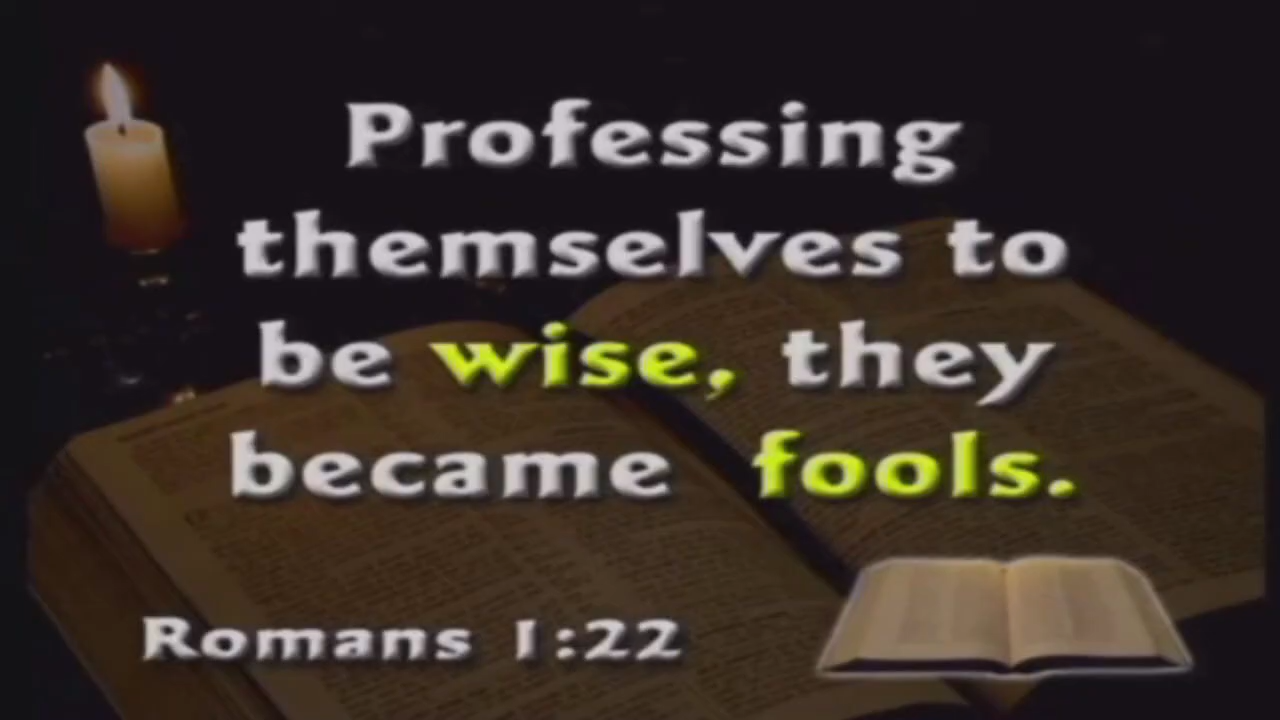 Professing
themselves to
be wise, they
became fools.
Romans 1:22